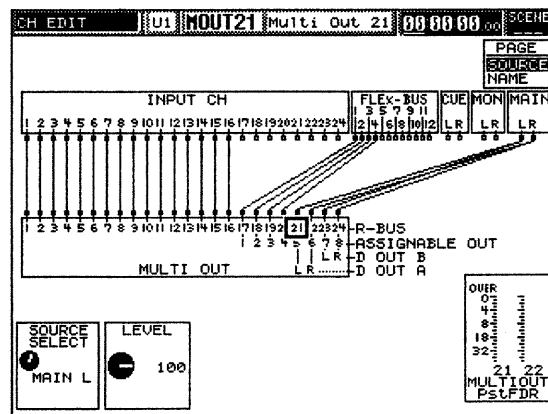 CH EDIT U1 MOUT21 Multi Out 21 00:00:00.00 SCENE
PAGE
SOURCE
NAME
INPUT CH FLEx-BUS CUE MON MAIN
1 3 5 7 9 11
1 2 3 4 5 6 7 8 9 10 11 12 13 14 15 16 17 18 19 20 21 22 23 24 2 4 6 8 10 12 L R L R L R
1 2 3 4 5 6 7 8 9 10 11 12 13 14 15 16 17 18 19 20 21 22 23 24 R-BUS
1 2 3 4 5 6 7 8 ASSIGNABLE OUT
L R D OUT B
MULTI OUT L R D OUT A
OVER
0
4
8
18
32
21 22
MULTIOUT
PstFDR
SOURCE
SELECT
MAIN L
LEVEL
100